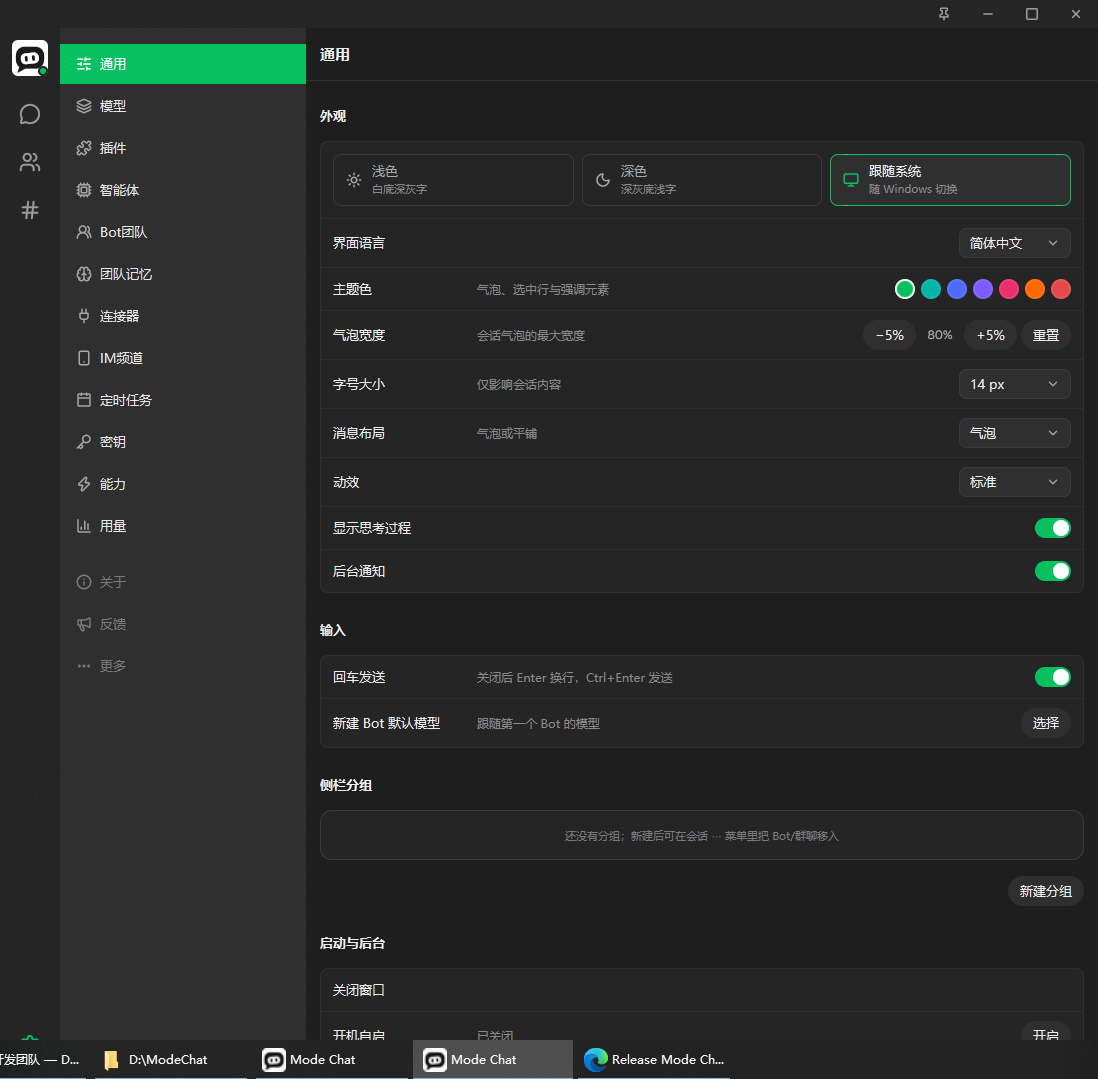 通用
模型
插件
智能体
Bot团队
团队记忆
连接器
IM频道
定时任务
密钥
能力
用量
关于
反馈
更多
通用
外观
浅色
白底深灰字
深色
深灰底浅字
跟随系统
随 Windows 切换
界面语言 简体中文
主题色 气泡、选中行与强调元素
气泡宽度 会话气泡的最大宽度 −5% 80% +5% 重置
字号大小 仅影响会话内容 14 px
消息布局 气泡或平铺 气泡
动效 标准
显示思考过程
后台通知
输入
回车发送 关闭后 Enter 换行，Ctrl+Enter 发送
新建 Bot 默认模型 跟随第一个 Bot 的模型 选择
侧栏分组
还没有分组；新建后可在会话 ··· 菜单里把 Bot/群聊移入
新建分组
启动与后台
关闭窗口
开机自启 已关闭 开启
开发团队 — D... D:\ModeChat Mode Chat Mode Chat Release Mode Ch...